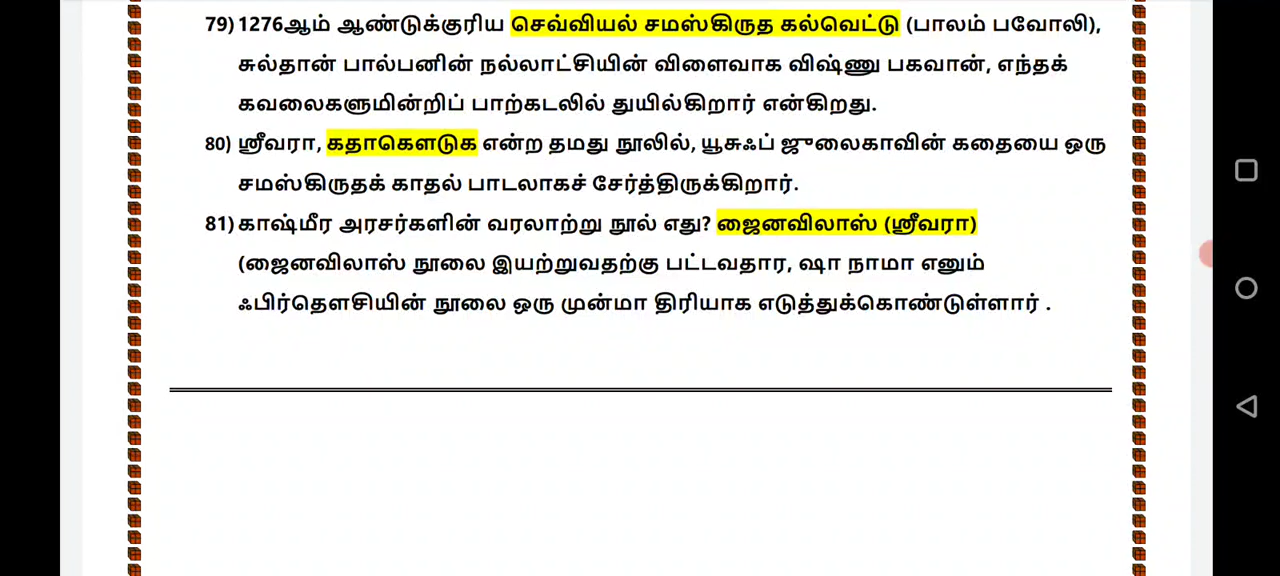 79) 1276ஆம் ஆண்டுக்குரிய செவ்வியல் சமஸ்கிருத கல்வெட்டு (பாலம் பவோலி),
சுல்தான் பால்பனின் நல்லாட்சியின் விளைவாக விஷ்ணு பகவான், எந்தக்
கவலைகளுமின்றிப் பாற்கடலில் துயில்கிறார் என்கிறது.
80) ஸ்ரீவரா, கதாகௌடுக என்ற தமது நூலில், யூசுஃப் ஜுலைகாவின் கதையை ஒரு
சமஸ்கிருதக் காதல் பாடலாகச் சேர்த்திருக்கிறார்.
81) காஷ்மீர அரசர்களின் வரலாற்று நூல் எது? ஜைனவிலாஸ் (ஸ்ரீவரா)
(ஜைனவிலாஸ் நூலை இயற்றுவதற்கு பட்டவதார, ஷா நாமா எனும்
ஃபிர்தௌசியின் நூலை ஒரு முன்மா திரியாக எடுத்துக்கொண்டுள்ளார் .